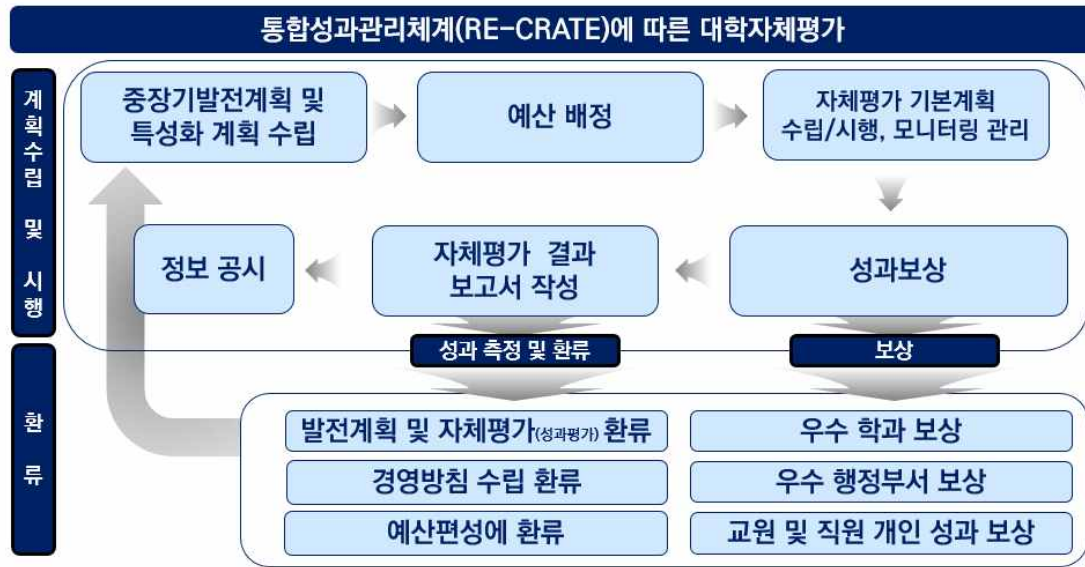 통합성과관리체계(RE-CRATE)에 따른 대학자체평가
계획수립 및 시행
중장기발전계획 및
특성화 계획 수립
예산 배정
자체평가 기본계획
수립/시행, 모니터링 관리
정보 공시
자체평가 결과
보고서 작성
성과보상
성과 측정 및 환류
보상
환류
발전계획 및 자체평가(성과평가) 환류
우수 학과 보상
경영방침 수립 환류
우수 행정부서 보상
예산편성에 환류
교원 및 직원 개인 성과 보상